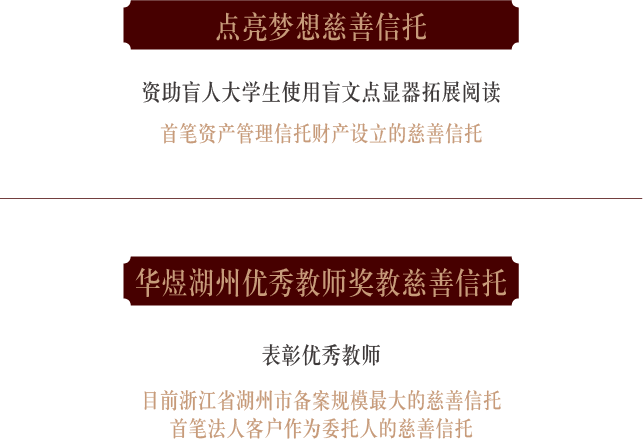 点亮梦想慈善信托
资助盲人大学生使用盲文点显器拓展阅读
首笔资产管理信托财产设立的慈善信托
华煜湖州优秀教师奖教慈善信托
表彰优秀教师
目前浙江省湖州市备案规模最大的慈善信托
首笔法人客户作为委托人的慈善信托